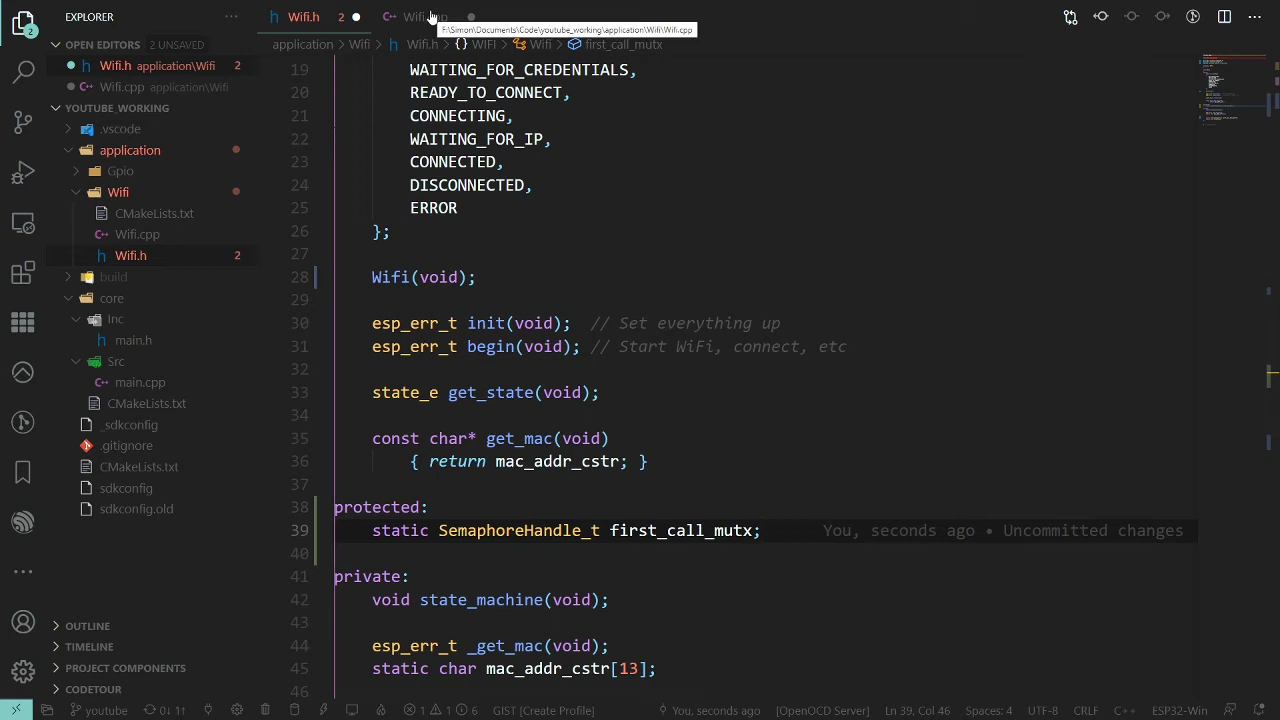 EXPLORER
Wifi.h 2
Wifi.cpp
F:\Simon\Documents\Code\youtube_working\application\Wifi\Wifi.cpp
OPEN EDITORS 2 UNSAVED
Wifi.h application\Wifi 2
Wifi.cpp application\Wifi
YOUTUBE_WORKING
.vscode
application
Gpio
Wifi
CMakeLists.txt
Wifi.cpp
Wifi.h 2
build
core
Inc
main.h
Src
main.cpp
CMakeLists.txt
_sdkconfig
.gitignore
CMakeLists.txt
sdkconfig
sdkconfig.old
OUTLINE
TIMELINE
PROJECT COMPONENTS
CODETOUR
2
application > Wifi > Wifi.h > {} WIFI > Wifi > first_call_mutx
19 WAITING_FOR_CREDENTIALS,
20 READY_TO_CONNECT,
21 CONNECTING,
22 WAITING_FOR_IP,
23 CONNECTED,
24 DISCONNECTED,
25 ERROR
26 };
27
28 Wifi(void);
29
30 esp_err_t init(void); // Set everything up
31 esp_err_t begin(void); // Start WiFi, connect, etc
32
33 state_e get_state(void);
34
35 const char* get_mac(void)
36 { return mac_addr_cstr; }
37
38 protected:
39 static SemaphoreHandle_t first_call_mutx; You, seconds ago • Uncommitted changes
40
41 private:
42 void state_machine(void);
43
44 esp_err_t _get_mac(void);
45 static char mac_addr_cstr[13];
46
youtube 0↓ 1↑ 1 1 6 GIST [Create Profile] You, seconds ago [OpenOCD Server] Ln 39, Col 46 Spaces: 4 UTF-8 CRLF C++ ESP32-Win